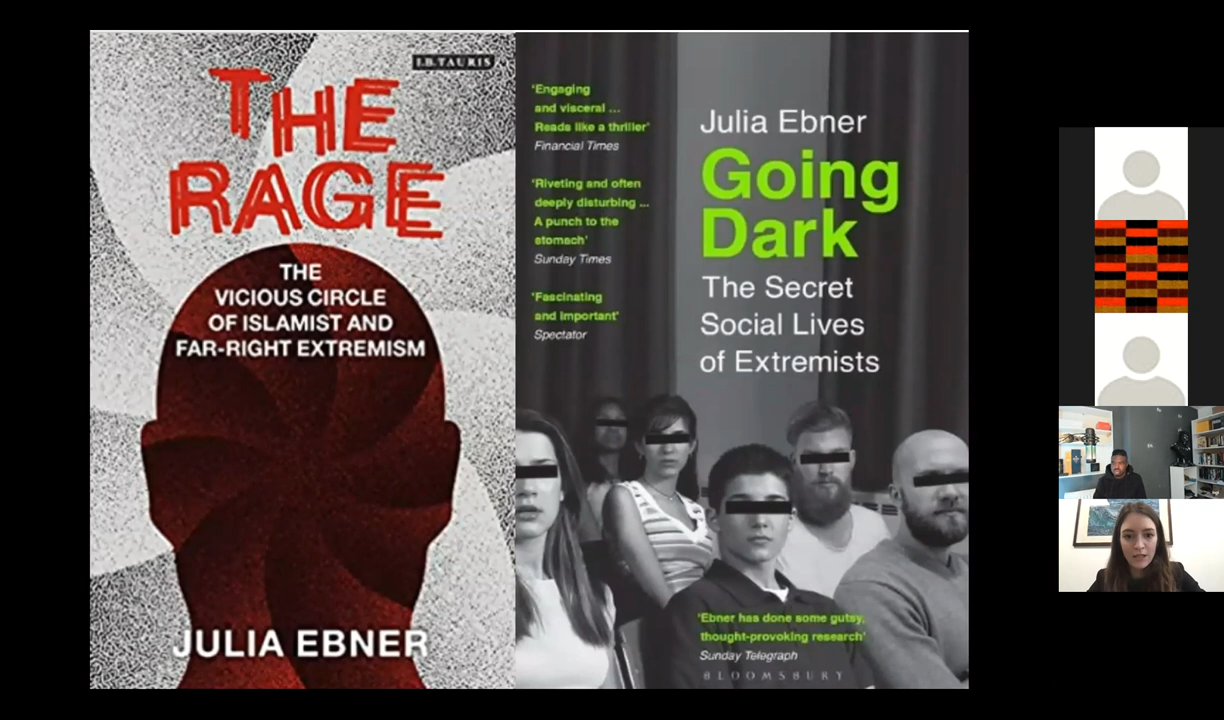 I.B.TAURIS
THE
RAGE
THE
VICIOUS CIRCLE
OF ISLAMIST AND
FAR-RIGHT EXTREMISM
JULIA EBNER
'Engaging
and visceral ...
Reads like a thriller'
Financial Times
'Riveting and often
deeply disturbing ...
A punch to the
stomach'
Sunday Times
'Fascinating
and important'
Spectator
Julia Ebner
Going
Dark
The Secret
Social Lives
of Extremists
'Ebner has done some gutsy,
thought-provoking research'
Sunday Telegraph
BLOOMSBURY